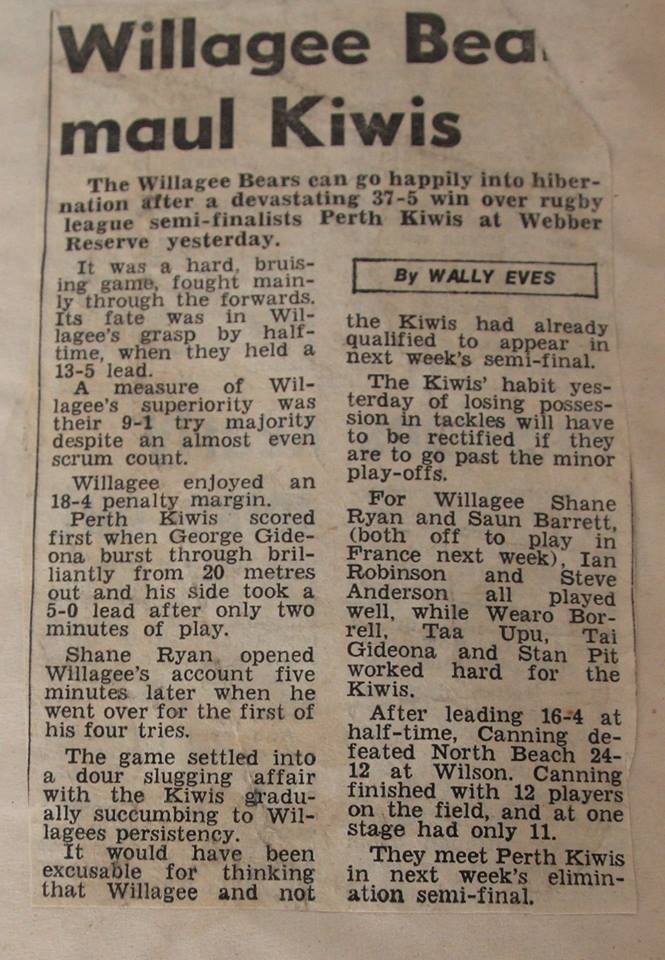 Willagee Bea
maul Kiwis
The Willagee Bears can go happily into hiber-
nation after a devastating 37-5 win over rugby
league semi-finalists Perth Kiwis at Webber
Reserve yesterday.
It was a hard, bruis-
ing game, fought main-
ly through the forwards.
Its fate was in Wil-
lagee's grasp by half-
time, when they held a
13-5 lead.
A measure of Wil-
lagee's superiority was
their 9-1 try majority
despite an almost even
scrum count.
Willagee enjoyed an
18-4 penalty margin.
Perth Kiwis scored
first when George Gide-
ona burst through bril-
liantly from 20 metres
out and his side took a
5-0 lead after only two
minutes of play.
Shane Ryan opened
Willagee's account five
minutes later when he
went over for the first of
his four tries.
The game settled into
a dour slugging affair
with the Kiwis gradu-
ally succumbing to Wil-
lagees persistency.
It would have been
excusable for thinking
that Willagee and not
By WALLY EVES
the Kiwis had already
qualified to appear in
next week's semi-final.
The Kiwis' habit yes-
terday of losing posses-
sion in tackles will have
to be rectified if they
are to go past the minor
play-offs.
For Willagee Shane
Ryan and Saun Barrett,
(both off to play in
France next week), Ian
Robinson and Steve
Anderson all played
well, while Wearo Bor-
rell, Taa Upu, Tai
Gideona and Stan Pit
worked hard for the
Kiwis.
After leading 16-4 at
half-time, Canning de-
feated North Beach 24-
12 at Wilson. Canning
finished with 12 players
on the field, and at one
stage had only 11.
They meet Perth Kiwis
in next week's elimin-
ation semi-final.